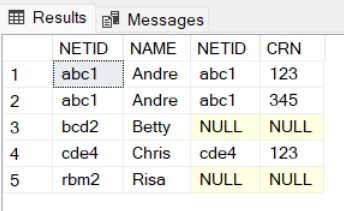 Results Messages
NETID NAME NETID CRN
1 abc1 Andre abc1 123
2 abc1 Andre abc1 345
3 bcd2 Betty NULL NULL
4 cde4 Chris cde4 123
5 rbm2 Risa NULL NULL